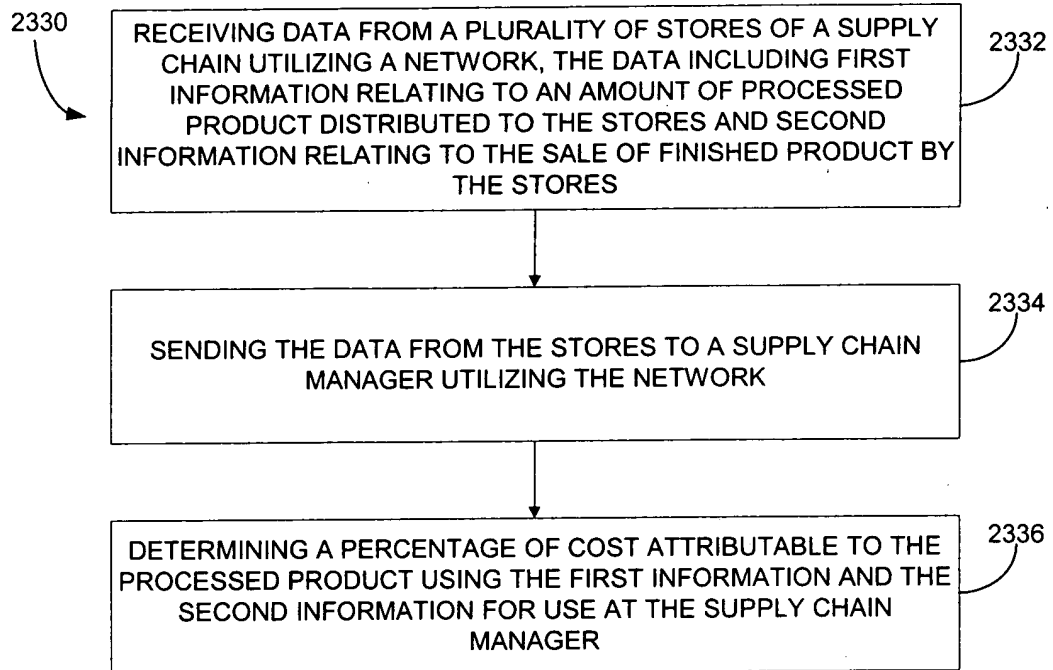 2330
RECEIVING DATA FROM A PLURALITY OF STORES OF A SUPPLY
CHAIN UTILIZING A NETWORK, THE DATA INCLUDING FIRST
INFORMATION RELATING TO AN AMOUNT OF PROCESSED
PRODUCT DISTRIBUTED TO THE STORES AND SECOND
INFORMATION RELATING TO THE SALE OF FINISHED PRODUCT BY
THE STORES
2332
SENDING THE DATA FROM THE STORES TO A SUPPLY CHAIN
MANAGER UTILIZING THE NETWORK
2334
DETERMINING A PERCENTAGE OF COST ATTRIBUTABLE TO THE
PROCESSED PRODUCT USING THE FIRST INFORMATION AND THE
SECOND INFORMATION FOR USE AT THE SUPPLY CHAIN
MANAGER
2336